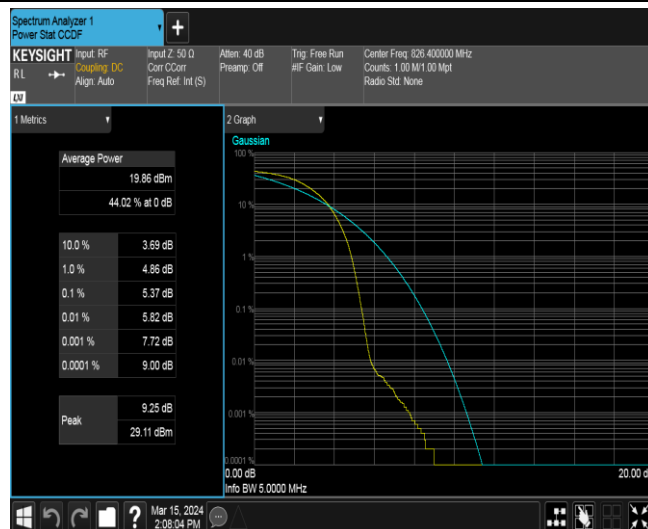 Spectrum Analyzer 1
Power Stat CCDF
+
KEYSIGHT
RL
LXI
Input: RF
Coupling: DC
Align: Auto
Input Z: 50 Ω
Corr CCorr
Freq Ref: Int (S)
Atten: 40 dB
Preamp: Off
Trig: Free Run
#IF Gain: Low
Center Freq: 826.400000 MHz
Counts: 1.00 M/1.00 Mpt
Radio Std: None
1 Metrics
Average Power
19.86 dBm
44.02 % at 0 dB
10.0 % 3.69 dB
1.0 % 4.86 dB
0.1 % 5.37 dB
0.01 % 5.82 dB
0.001 % 7.72 dB
0.0001 % 9.00 dB
Peak
9.25 dB
29.11 dBm
2 Graph
Gaussian
100 %
10 %
1 %
0.1 %
0.01 %
0.001 %
0.0001 %
0.00 dB
20.00 d
Info BW 5.0000 MHz
?
Mar 15, 2024
2:08:04 PM